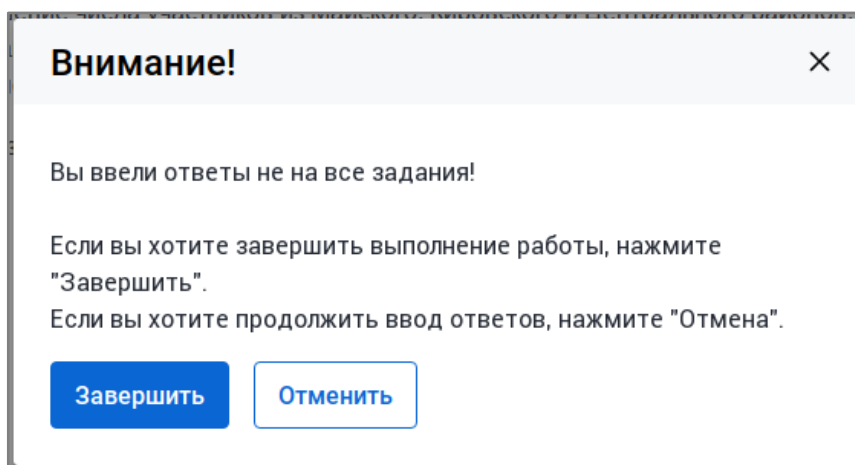 Внимание!
Вы ввели ответы не на все задания!
Если вы хотите завершить выполнение работы, нажмите
"Завершить".
Если вы хотите продолжить ввод ответов, нажмите "Отмена".
Завершить
Отменить